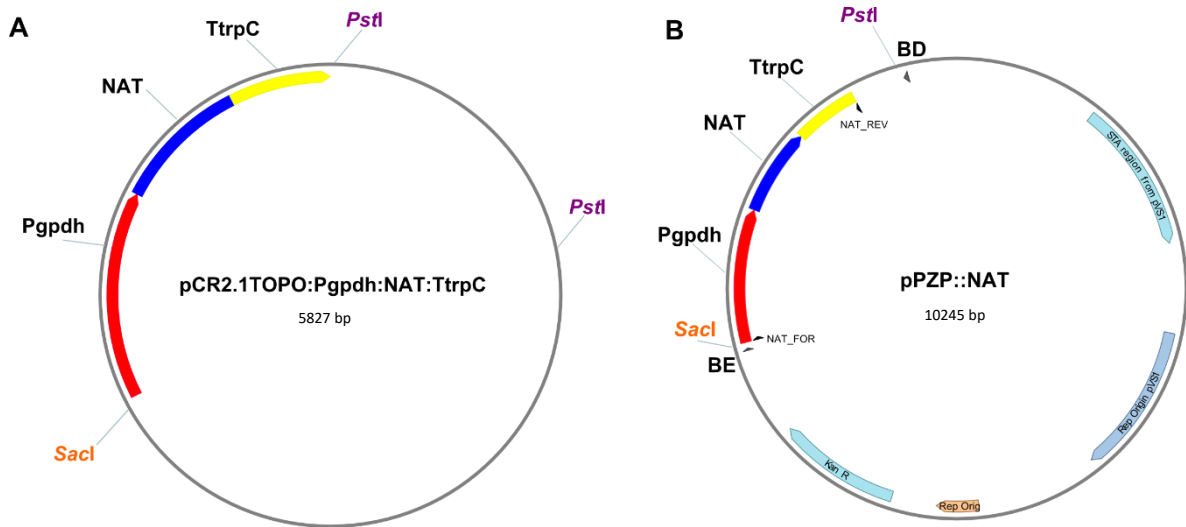 A
TtrpC
PstI
NAT
Pgpdh
PstI
pCR2.1TOPO:Pgpdh:NAT:TtrpC
5827 bp
SacI
B
PstI
BD
TtrpC
NAT_REV
NAT
STA region from pVS1
Pgpdh
pPZP::NAT
10245 bp
SacI
NAT_FOR
BE
Rep Origin pVS1
Kan R
Rep Orig